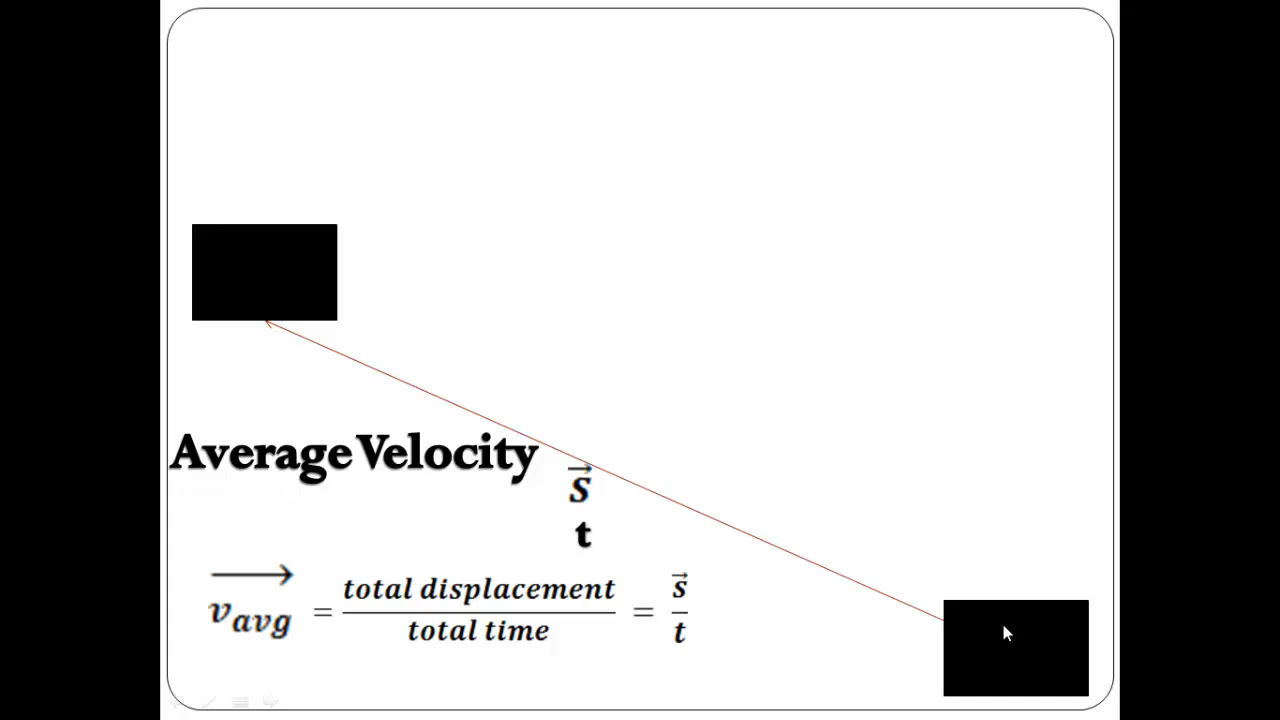 Average Velocity
s⃗
t
v⃗avg = total displacement / total time = s⃗ / t